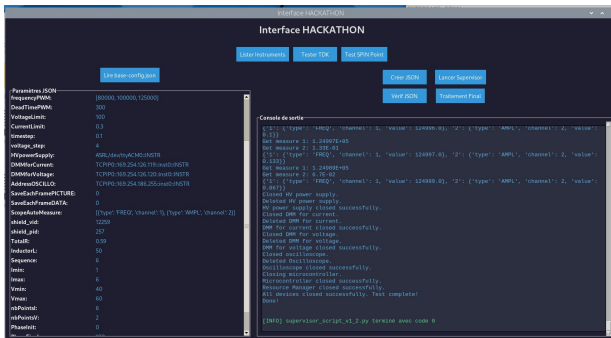 Interface HACKATHON
Interface HACKATHON
Lister Instruments
Tester TDK
Test SPIN Point
Lire base-config.json
Créer JSON
Lancer Supervisor
Vérif JSON
Traitement Final
Paramètres JSON
frequencyPWM: [80000,100000,125000]
DeadTimePWM: 300
VoltageLimit: 100
CurrentLimit: 0.3
timestep: 0.1
voltage_step: 4
HVpowerSupply: ASRL/dev/thyACM0::INSTR
DMMforCurrent: TCPIP0::169.254.126.119::inst0::INSTR
DMMforVoltage: TCPIP0::169.254.126.120::inst0::INSTR
AddressOSCILLO: TCPIP0::169.254.186.255::inst0::INSTR
SaveEachFramePICTURE: 0
SaveEachFrameDATA: 0
ScopeAutoMeasure: [{'type': 'FREQ', 'channel': 1}, {'type': 'AMPL', 'channel': 2}]
shield_vid: 12259
shield_pid: 257
TotalR: 0.59
InductorL: 50
Sequence: 6
Imin: 1
Imax: 6
Vmin: 40
Vmax: 60
nbPointsI: 6
nbPointsV: 2
PhaseInit: 0
Console de sortie
{'1': {'type': 'FREQ', 'channel': 1, 'value': 124996.0}, '2': {'type': 'AMPL', 'channel': 2, 'value':
0.1}}
Get measure 1: 1.24997E+05
Get measure 2: 1.33E-01
{'1': {'type': 'FREQ', 'channel': 1, 'value': 124997.0}, '2': {'type': 'AMPL', 'channel': 2, 'value':
0.133}}
Get measure 1: 1.24989E+05
Get measure 2: 6.7E-02
{'1': {'type': 'FREQ', 'channel': 1, 'value': 124989.0}, '2': {'type': 'AMPL', 'channel': 2, 'value':
0.067}}
Closed HV power supply.
Deleted HV power supply.
HV power supply closed successfully.
Closed DMM for current.
Deleted DMM for current.
DMM for current closed successfully.
Closed DMM for voltage.
Deleted DMM for voltage.
DMM for voltage closed successfully.
Closed oscilloscope.
Deleted Oscilloscope.
Oscilloscope closed successfully.
Closing microcontroller.
Microcontroller closed successfully.
Resource Manager closed successfully.
All devices closed successfully. Test complete!
Done!
[INFO] supervisor_script_v1_2.py terminé avec code 0